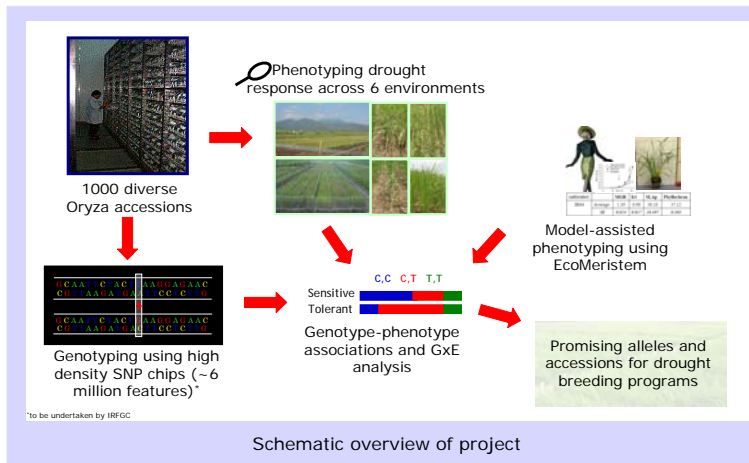 Phenotyping drought
response across 6 environments
1000 diverse
Oryza accessions
Model-assisted
phenotyping using
EcoMeristem
C,C C,T T,T
Sensitive
Tolerant
Genotype-phenotype
associations and GxE
analysis
Genotyping using high
density SNP chips (~6
million features)*
Promising alleles and
accessions for drought
breeding programs
*to be undertaken by IRFGC
Schematic overview of project